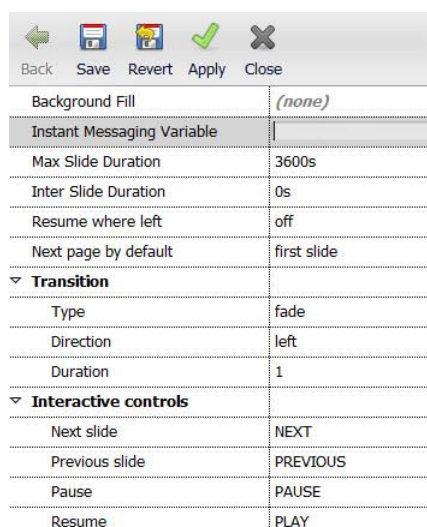 Back Save Revert Apply Close
Background Fill (none)
Instant Messaging Variable
Max Slide Duration 3600s
Inter Slide Duration 0s
Resume where left off
Next page by default first slide
Transition
Type fade
Direction left
Duration 1
Interactive controls
Next slide NEXT
Previous slide PREVIOUS
Pause PAUSE
Resume PLAY